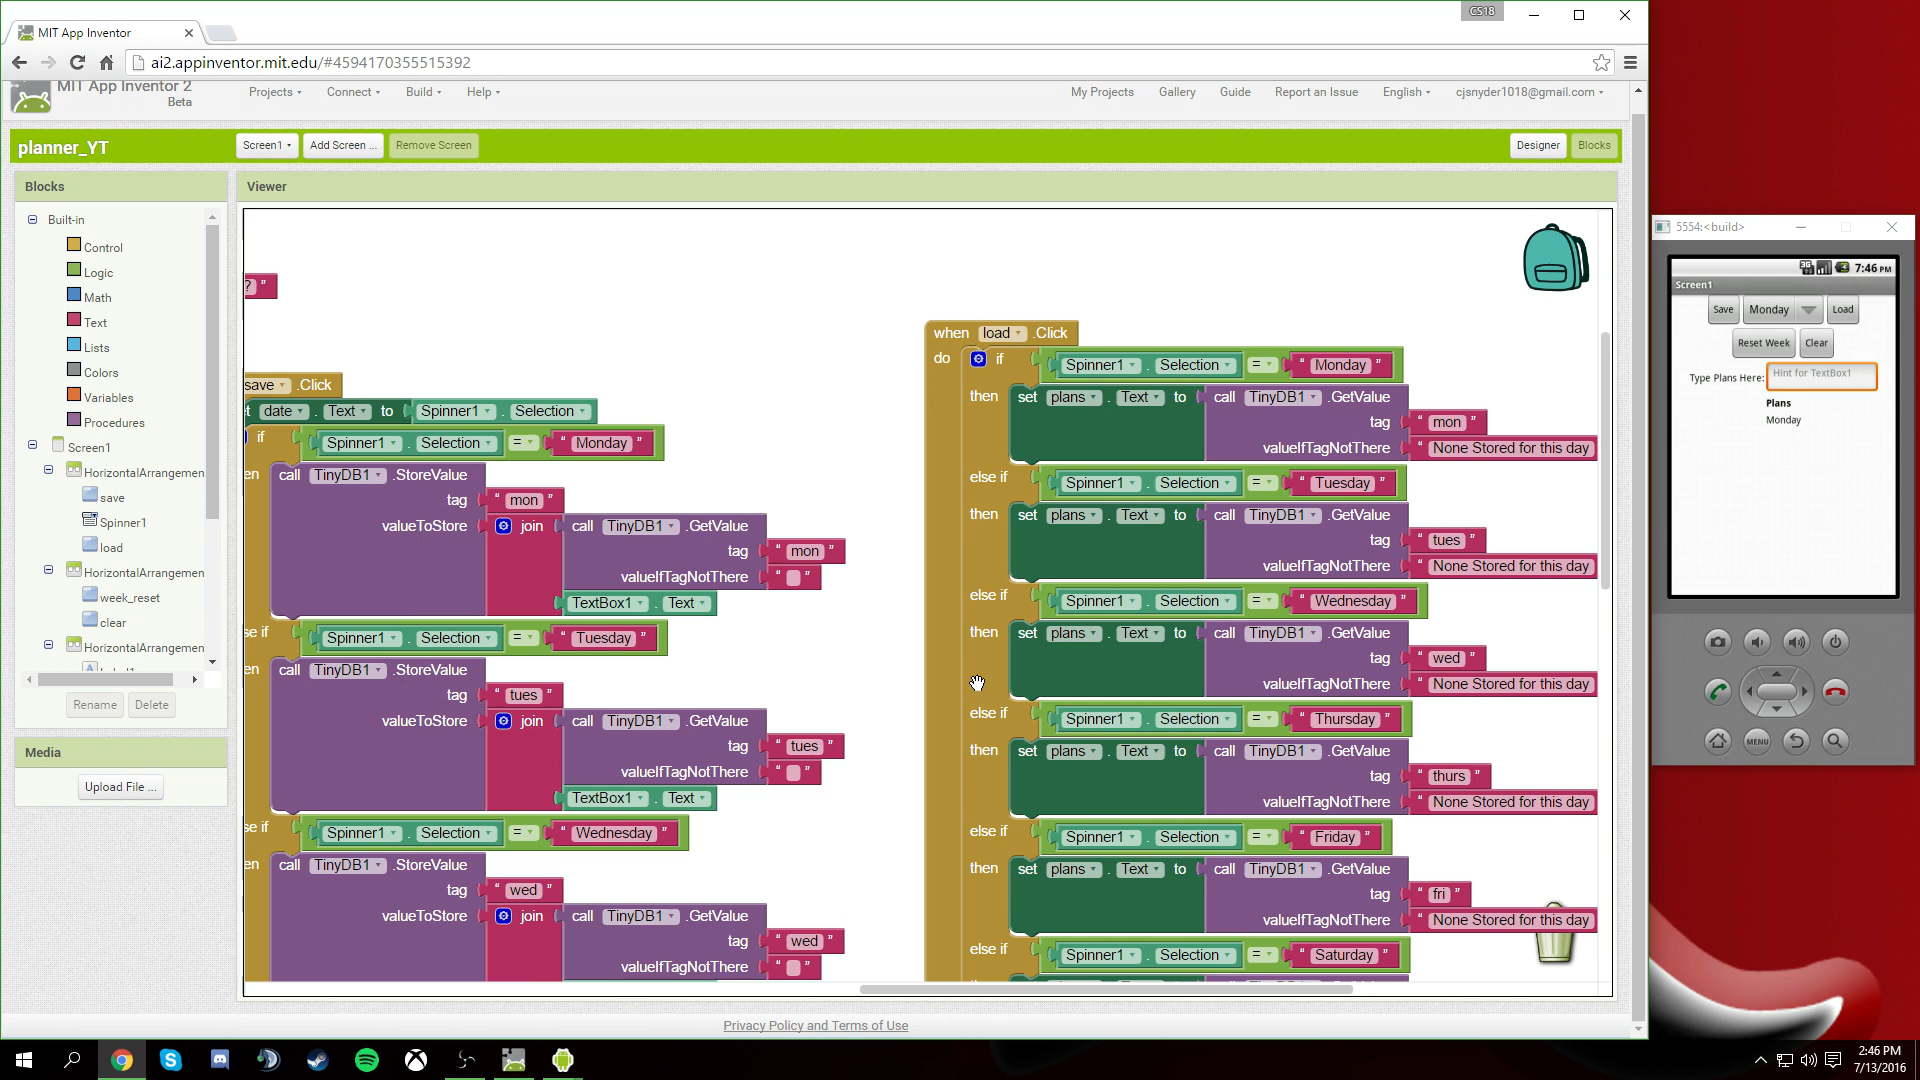 CS18
MIT App Inventor
ai2.appinventor.mit.edu/#4594170355515392
MIT App Inventor 2
Beta
Projects
Connect
Build
Help
My Projects
Gallery
Guide
Report an Issue
English
cjsnyder1018@gmail.com
planner_YT
Screen1
Add Screen ...
Remove Screen
Designer
Blocks
Blocks
Built-in
Control
Logic
Math
Text
Lists
Colors
Variables
Procedures
Screen1
HorizontalArrangemen
save
Spinner1
load
HorizontalArrangemen
week_reset
clear
HorizontalArrangemen
Rename
Delete
Media
Upload File ...
Viewer
? "
save .Click
date . Text to Spinner1 . Selection
if Spinner1 . Selection = " Monday "
call TinyDB1 .StoreValue
tag " mon "
valueToStore join call TinyDB1 .GetValue
tag " mon "
valueIfTagNotThere " "
TextBox1 . Text
se if Spinner1 . Selection = " Tuesday "
en call TinyDB1 .StoreValue
tag " tues "
valueToStore join call TinyDB1 .GetValue
tag " tues "
valueIfTagNotThere " "
TextBox1 . Text
se if Spinner1 . Selection = " Wednesday "
en call TinyDB1 .StoreValue
tag " wed "
valueToStore join call TinyDB1 .GetValue
tag " wed "
valueIfTagNotThere " "
when load .Click
do if Spinner1 . Selection = " Monday "
then set plans . Text to call TinyDB1 .GetValue
tag " mon "
valueIfTagNotThere " None Stored for this day
else if Spinner1 . Selection = " Tuesday "
then set plans . Text to call TinyDB1 .GetValue
tag " tues "
valueIfTagNotThere " None Stored for this day
else if Spinner1 . Selection = " Wednesday "
then set plans . Text to call TinyDB1 .GetValue
tag " wed "
valueIfTagNotThere " None Stored for this day
else if Spinner1 . Selection = " Thursday "
then set plans . Text to call TinyDB1 .GetValue
tag " thurs "
valueIfTagNotThere " None Stored for this day
else if Spinner1 . Selection = " Friday "
then set plans . Text to call TinyDB1 .GetValue
tag " fri "
valueIfTagNotThere " None Stored for this day
else if Spinner1 . Selection = " Saturday "
Privacy Policy and Terms of Use
5554:<build>
3G
7:46 PM
Screen1
Save
Monday
Load
Reset Week
Clear
Type Plans Here:
Hint for TextBox1
Plans
Monday
MENU
2:46 PM
7/13/2016